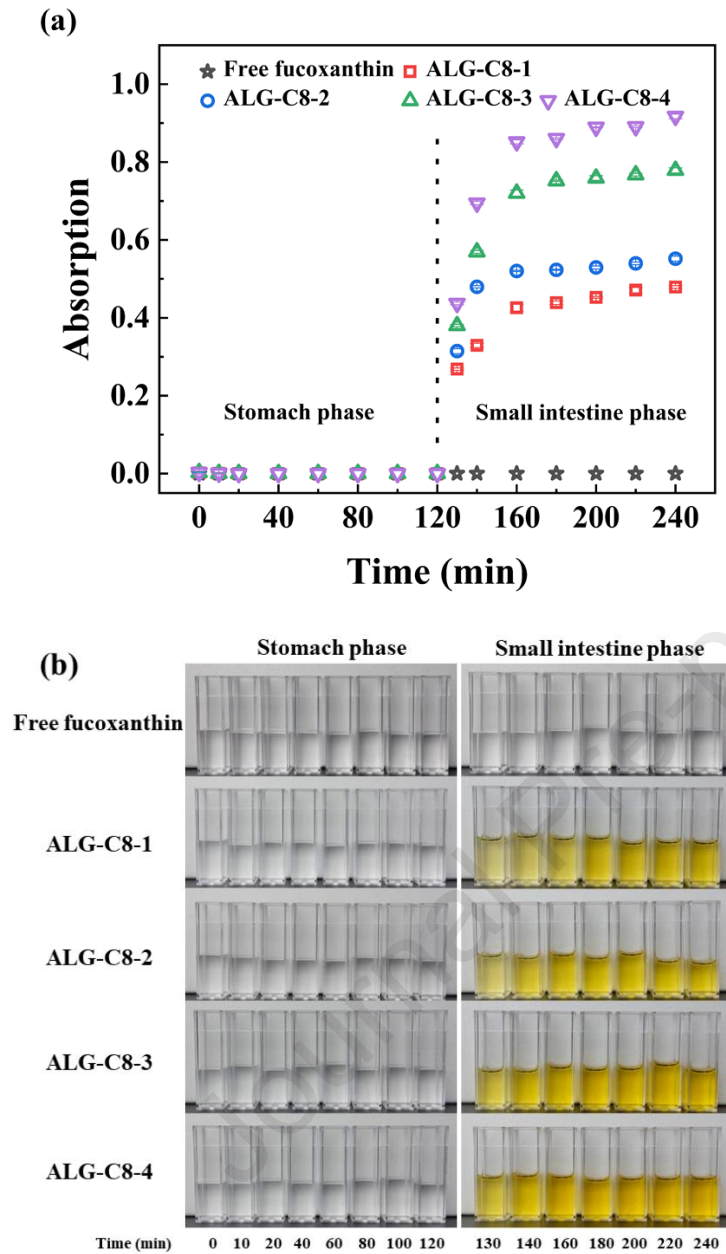 (a)
Free fucoxanthin ALG-C8-1
ALG-C8-2 ALG-C8-3 ALG-C8-4
1.0
0.8
0.6
0.4
0.2
0.0
Absorption
Stomach phase Small intestine phase
0 40 80 120 160 200 240
Time (min)
(b)
Stomach phase Small intestine phase
Free fucoxanthin
ALG-C8-1
ALG-C8-2
ALG-C8-3
ALG-C8-4
Time (min) 0 10 20 40 60 80 100 120 130 140 160 180 200 220 240
Journal Pre-p